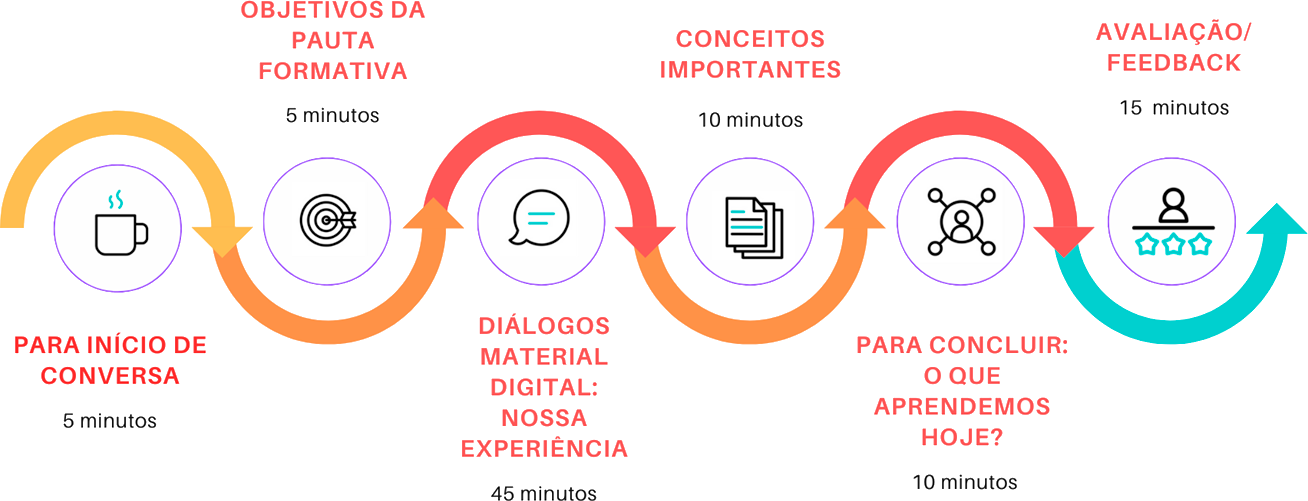 PARA INÍCIO DE
CONVERSA
5 minutos
OBJETIVOS DA
PAUTA
FORMATIVA
5 minutos
DIÁLOGOS
MATERIAL
DIGITAL:
NOSSA
EXPERIÊNCIA
45 minutos
CONCEITOS
IMPORTANTES
10 minutos
PARA CONCLUIR:
O QUE
APRENDEMOS
HOJE?
10 minutos
AVALIAÇÃO/
FEEDBACK
15 minutos